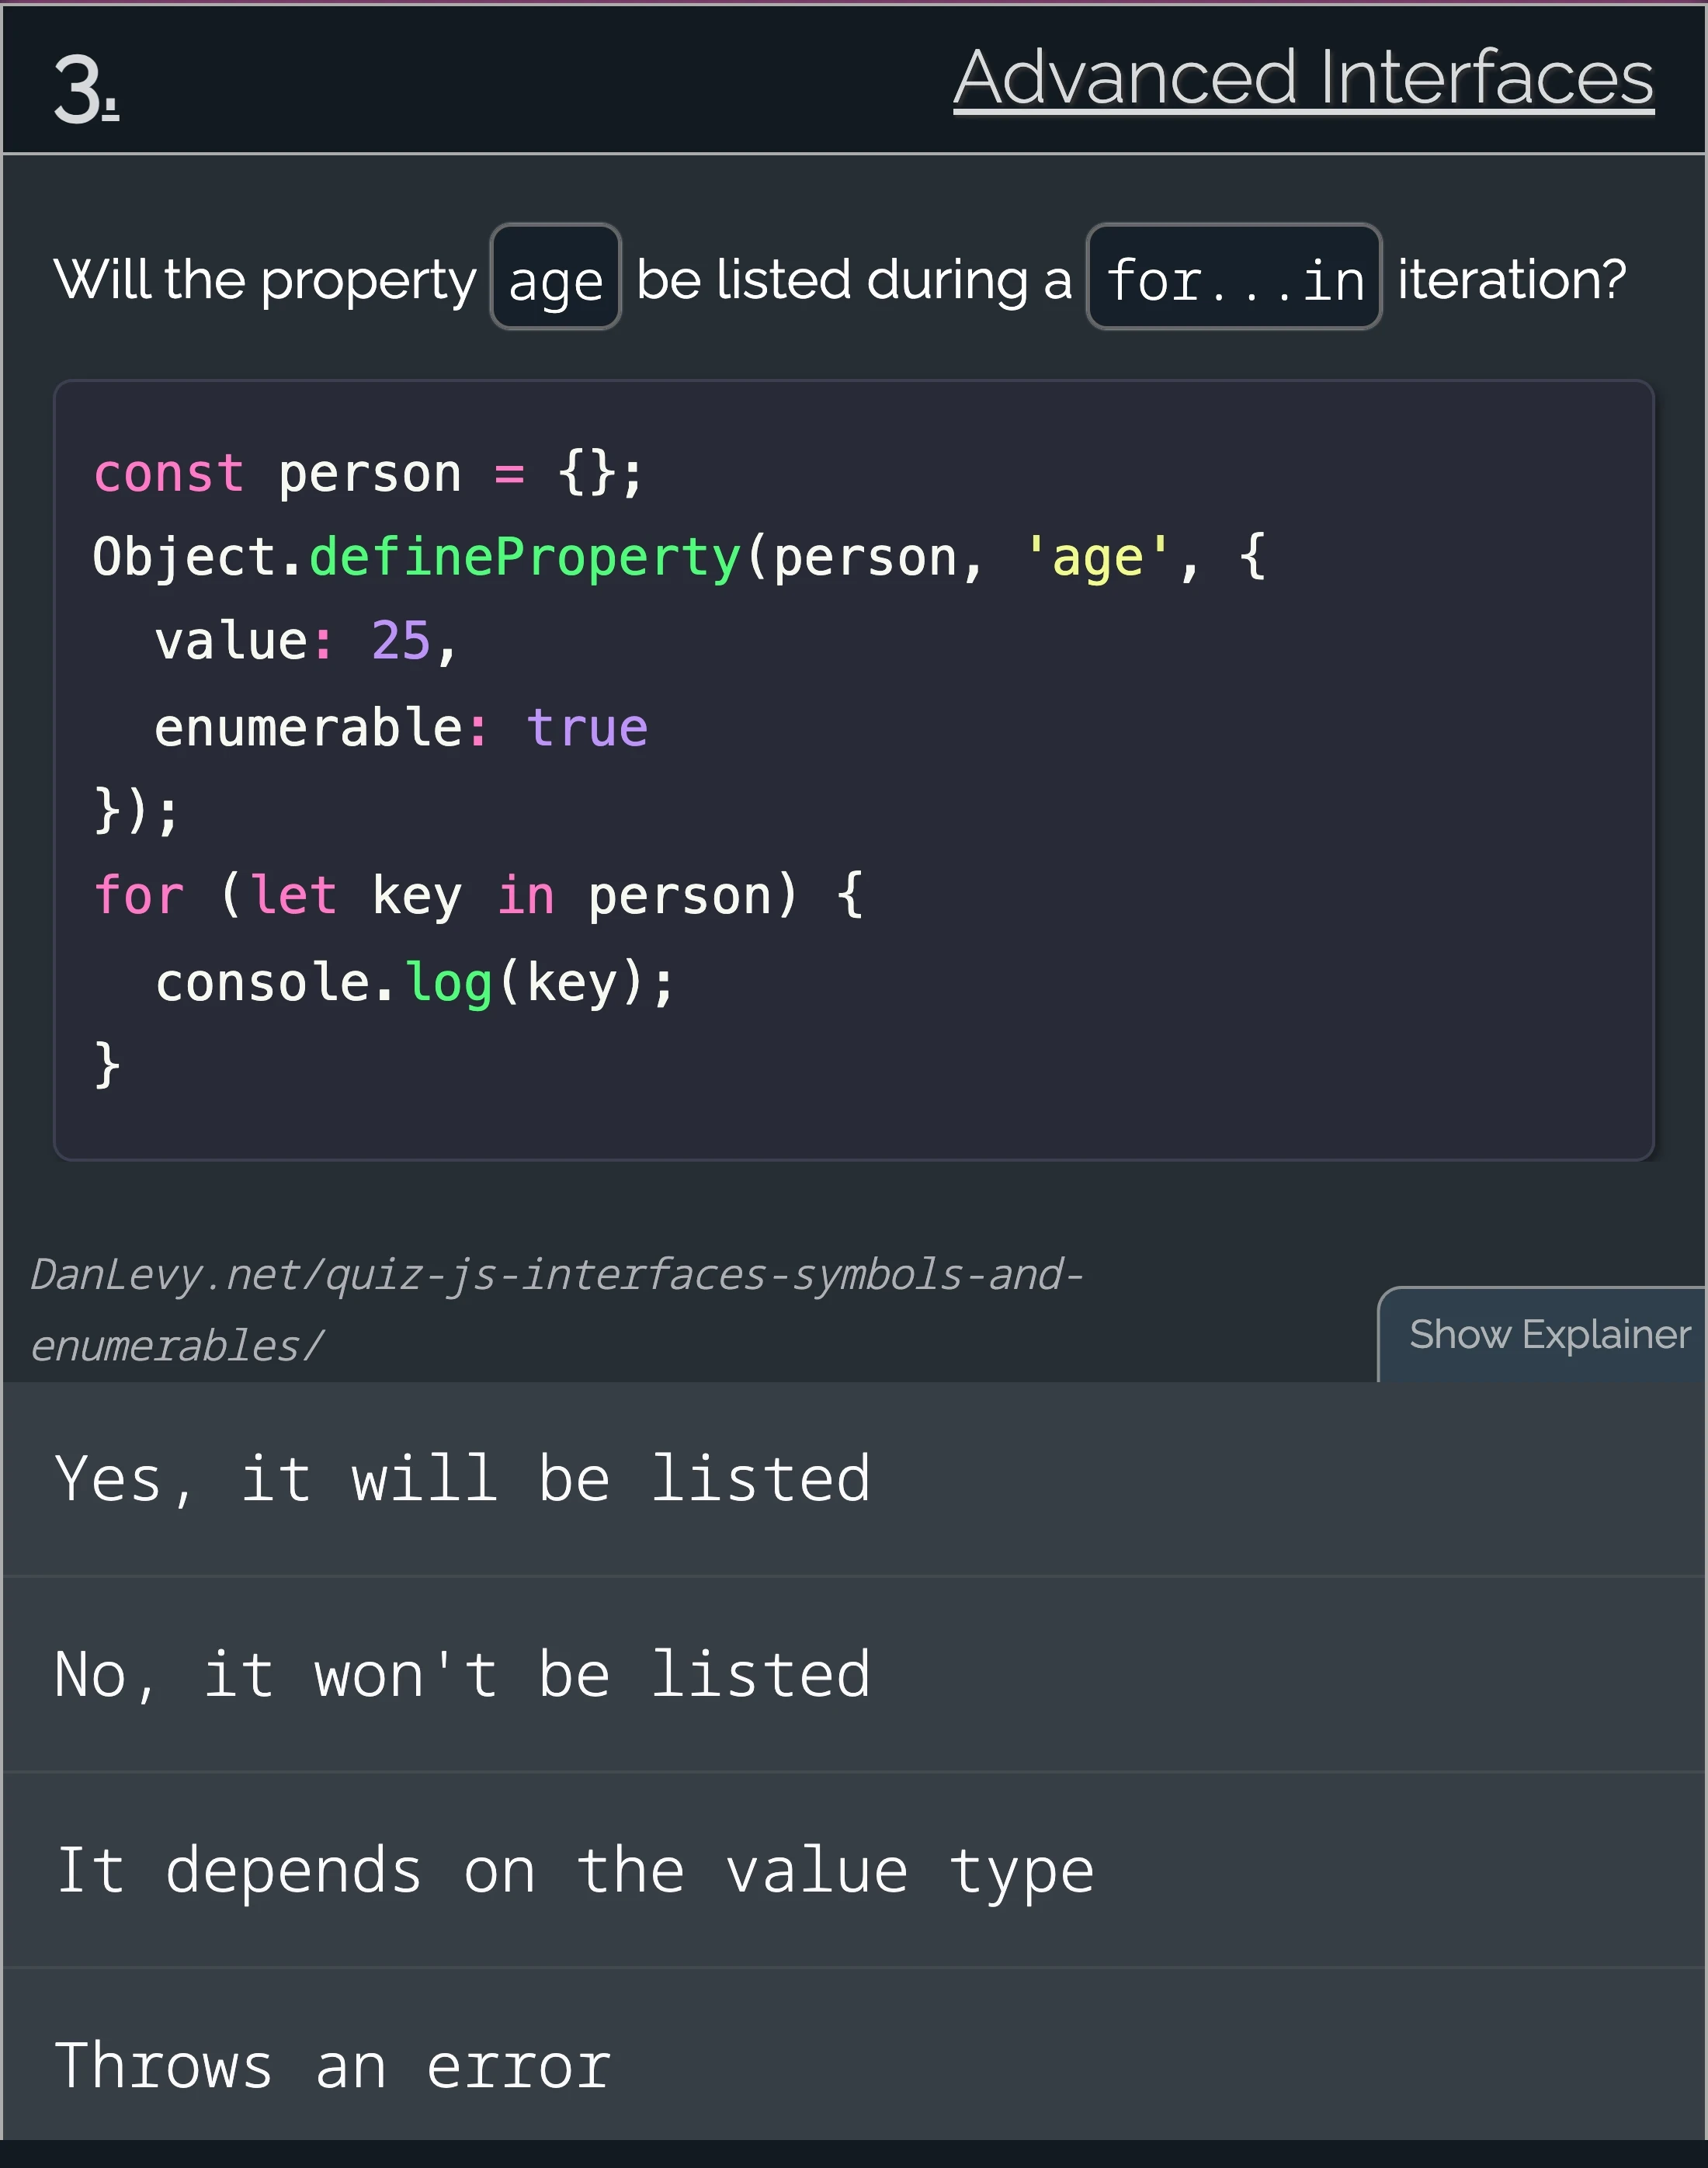 3.
Advanced Interfaces
Will the property age be listed during a for...in iteration?
const person = {};
Object.defineProperty(person, 'age', {
  value: 25,
  enumerable: true
});
for (let key in person) {
  console.log(key);
}
DanLevy.net/quiz-js-interfaces-symbols-and-
enumerables/
Show Explainer
Yes, it will be listed
No, it won't be listed
It depends on the value type
Throws an error